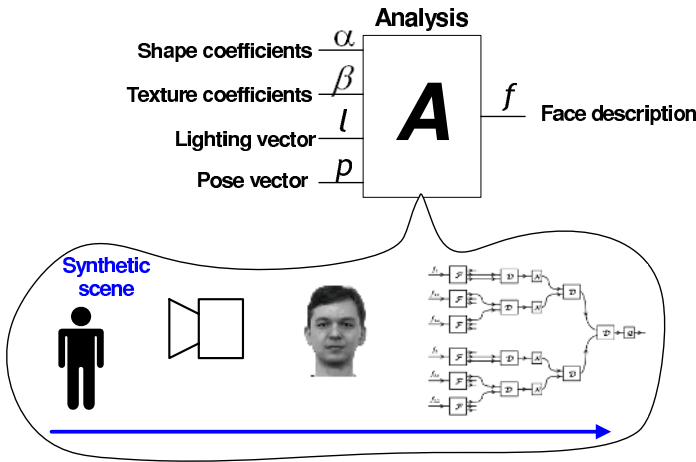 Analysis
Shape coefficients α
Texture coefficients β
Lighting vector l
Pose vector p
A
f
Face description
Synthetic
scene